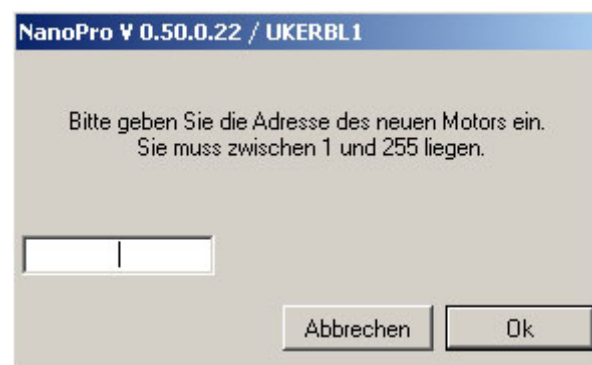 NanoPro V 0.50.0.22 / UKERBL1
Bitte geben Sie die Adresse des neuen Motors ein.
Sie muss zwischen 1 und 255 liegen.
Abbrechen
Ok